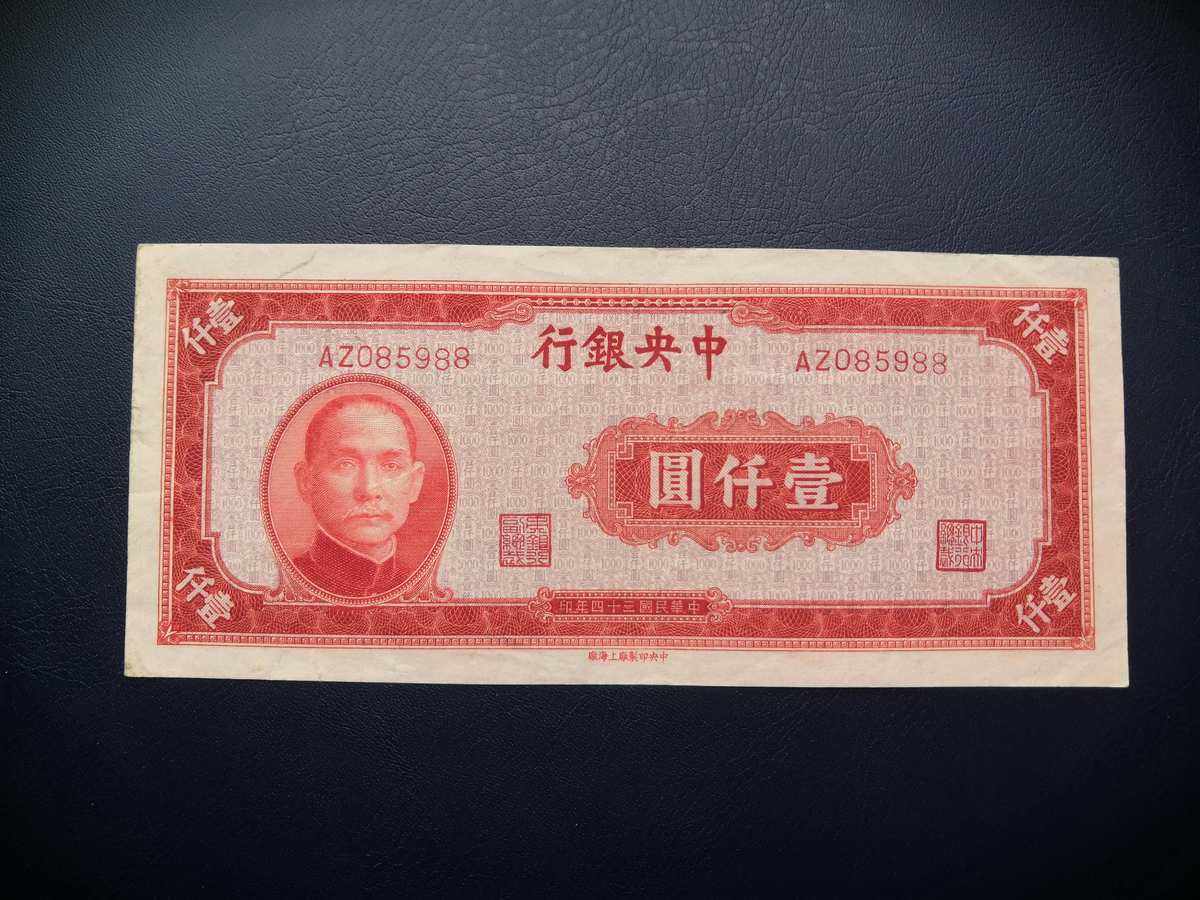 壹仟
壹仟
中央銀行
AZ085988
AZ085988
壹仟圓
壹仟
壹仟
中華民國三十四年印
中央印製廠上海廠